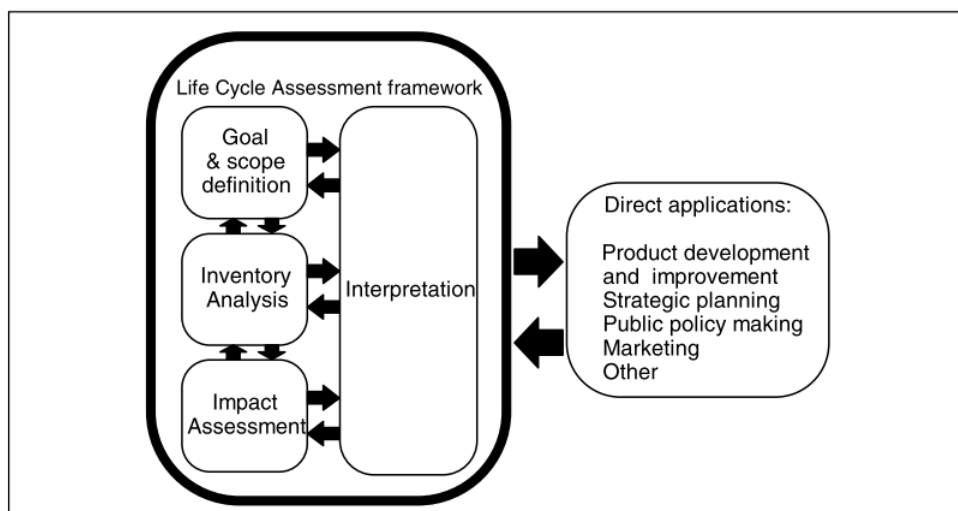 Life Cycle Assessment framework
Goal
& scope
definition
Inventory
Analysis
Impact
Assessment
Interpretation
Direct applications:
Product development
and improvement
Strategic planning
Public policy making
Marketing
Other